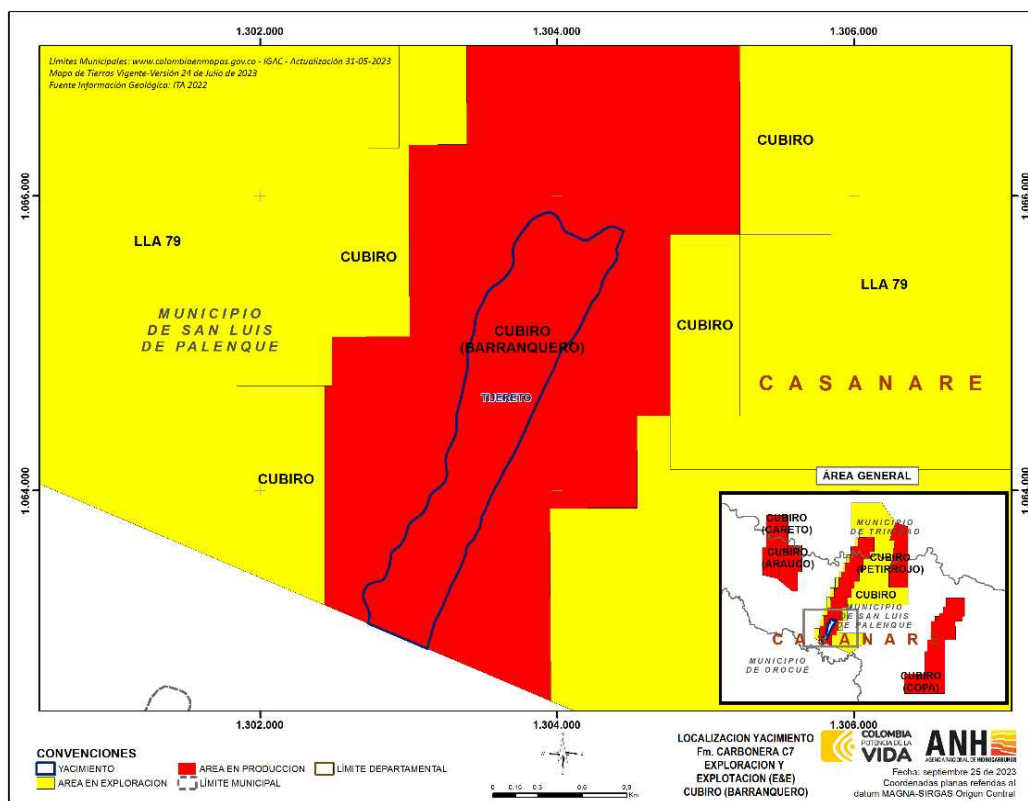 1.302.000
1.304.000
1.306.000
Límites Municipales: www.colombiaenmapas.gov.co - IGAC - Actualización 31-05-2023
Mapa de Tierras Vigente-Versión 24 de Julio de 2023
Fuente Información Geológica: ITA 2022
CUBIRO
1.066.000
1.066.000
LLA 79
CUBIRO
LLA 79
MUNICIPIO
DE SAN LUIS
DE PALENQUE
CUBIRO
(BARRANQUERO)
CUBIRO
CASANARE
TIJERETO
CUBIRO
1.064.000
1.064.000
ÁREA GENERAL
CUBIRO
(CARETO)
MUNICIPIO
DE TRINIDAD
CUBIRO
(ARAUCO)
CUBIRO
(PETIRROJO)
CUBIRO
MUNICIPIO
DE SAN LUIS
DE PALENQUE
CASANARE
MUNICIPIO
DE OROCUÉ
CUBIRO
(COPA)
1.302.000
1.304.000
1.306.000
CONVENCIONES
YACIMIENTO
AREA EN PRODUCCION
LÍMITE DEPARTAMENTAL
AREA EN EXPLORACION
LÍMITE MUNICIPAL
0
0,3
0,6
Km
LOCALIZACION YACIMIENTO
Fm. CARBONERA C7
EXPLORACION Y
EXPLOTACION (E&E)
CUBIRO (BARRANQUERO)
COLOMBIA
POTENCIA DE LA
VIDA
ANH
AGENCIA NACIONAL DE HIDROCARBUROS
Fecha: septiembre 25 de 2023
Coordenadas planas referidas al
datum MAGNA-SIRGAS Origen Central